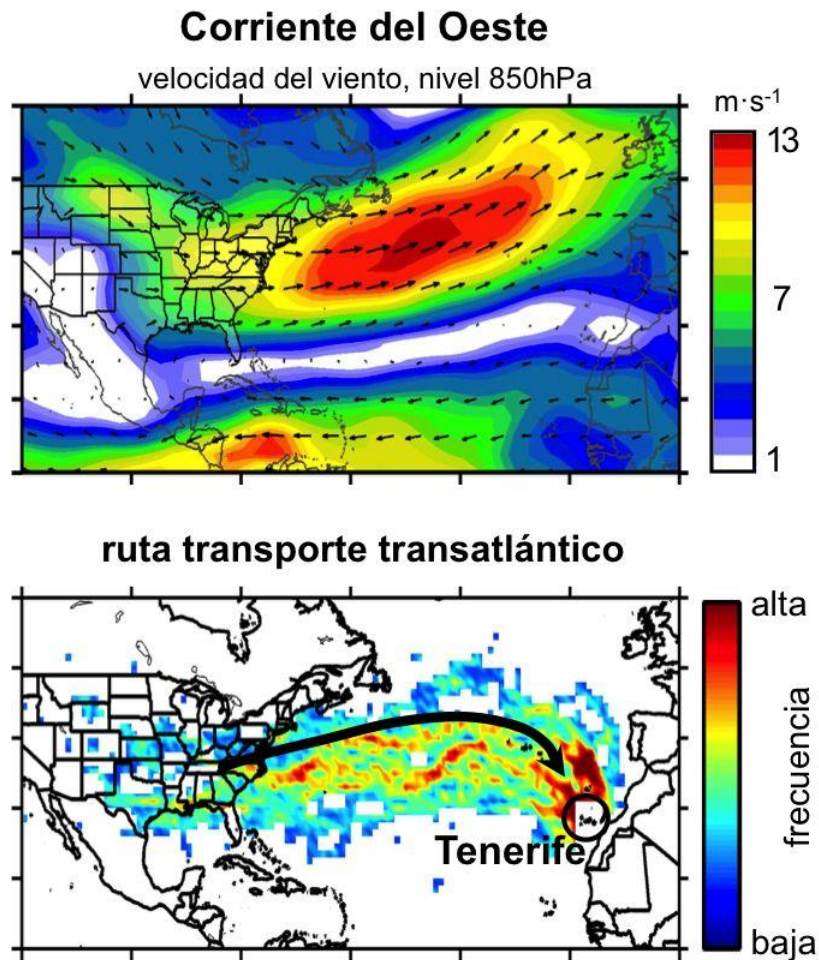 Corriente del Oeste
velocidad del viento, nivel 850hPa
m·s⁻¹
13
7
1
ruta transporte transatlántico
alta
frecuencia
baja
Tenerife